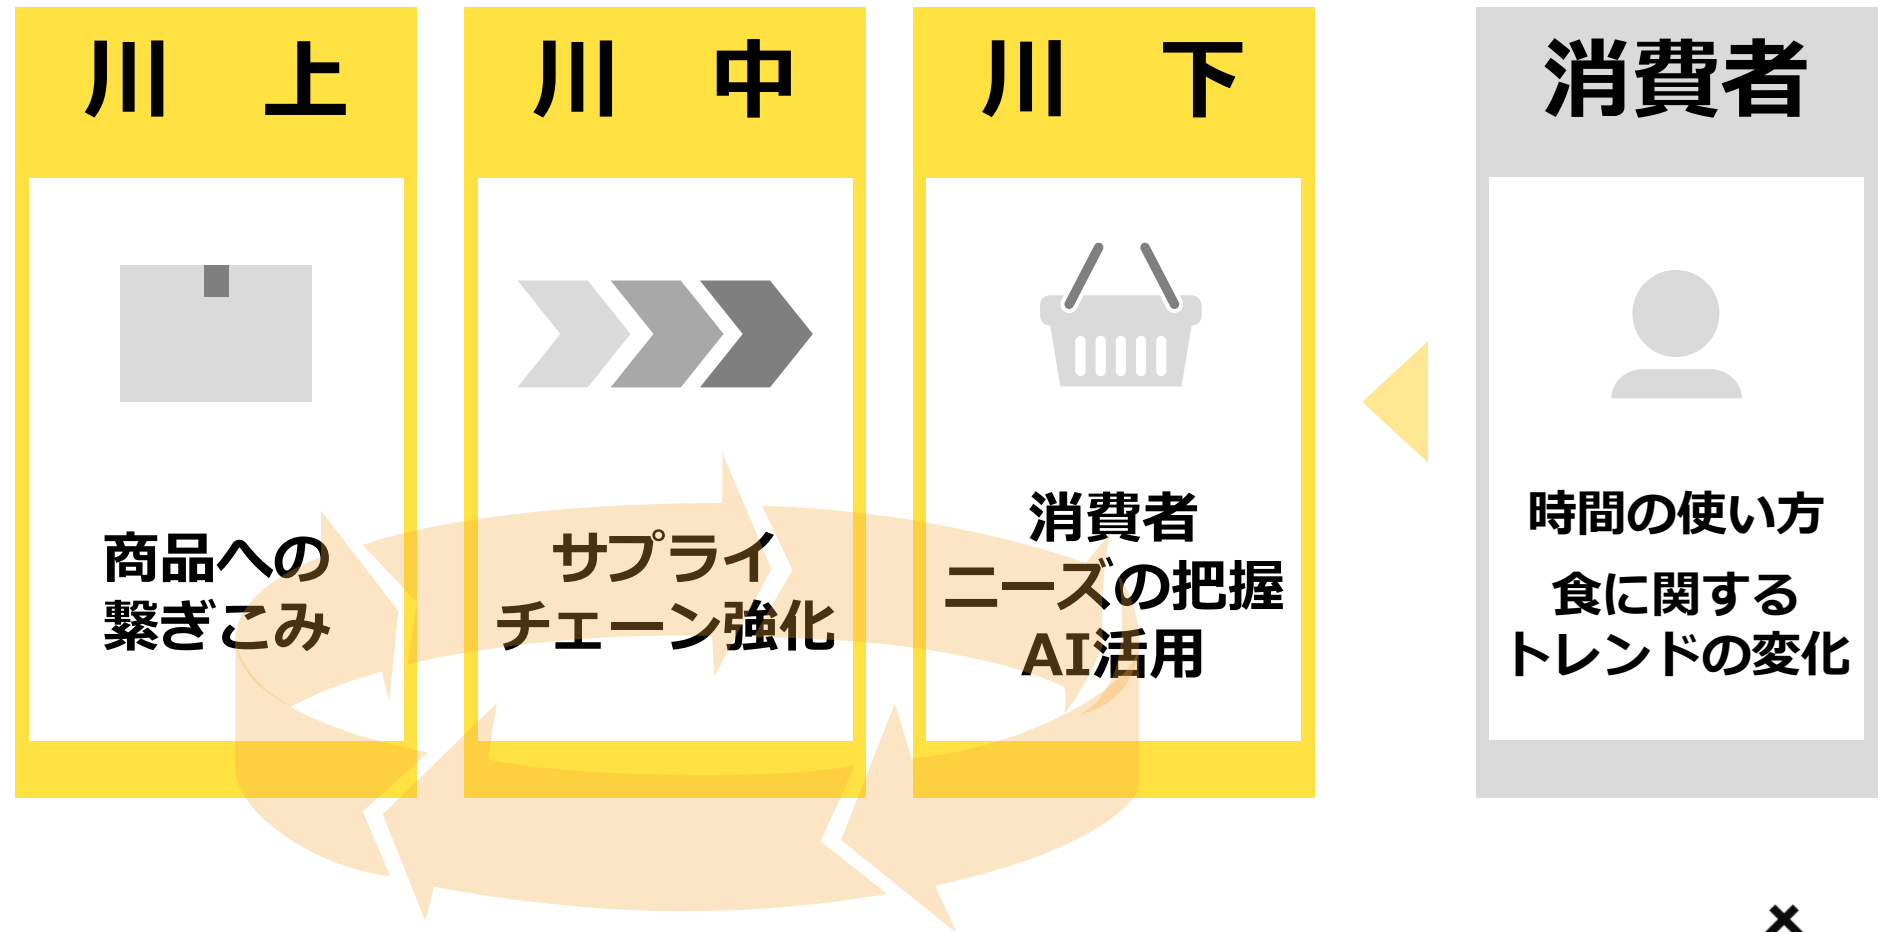 川 上
商品への
繋ぎこみ
川 中
サプライ
チェーン強化
川 下
消費者
ニーズの把握
AI活用
消費者
時間の使い方
食に関する
トレンドの変化